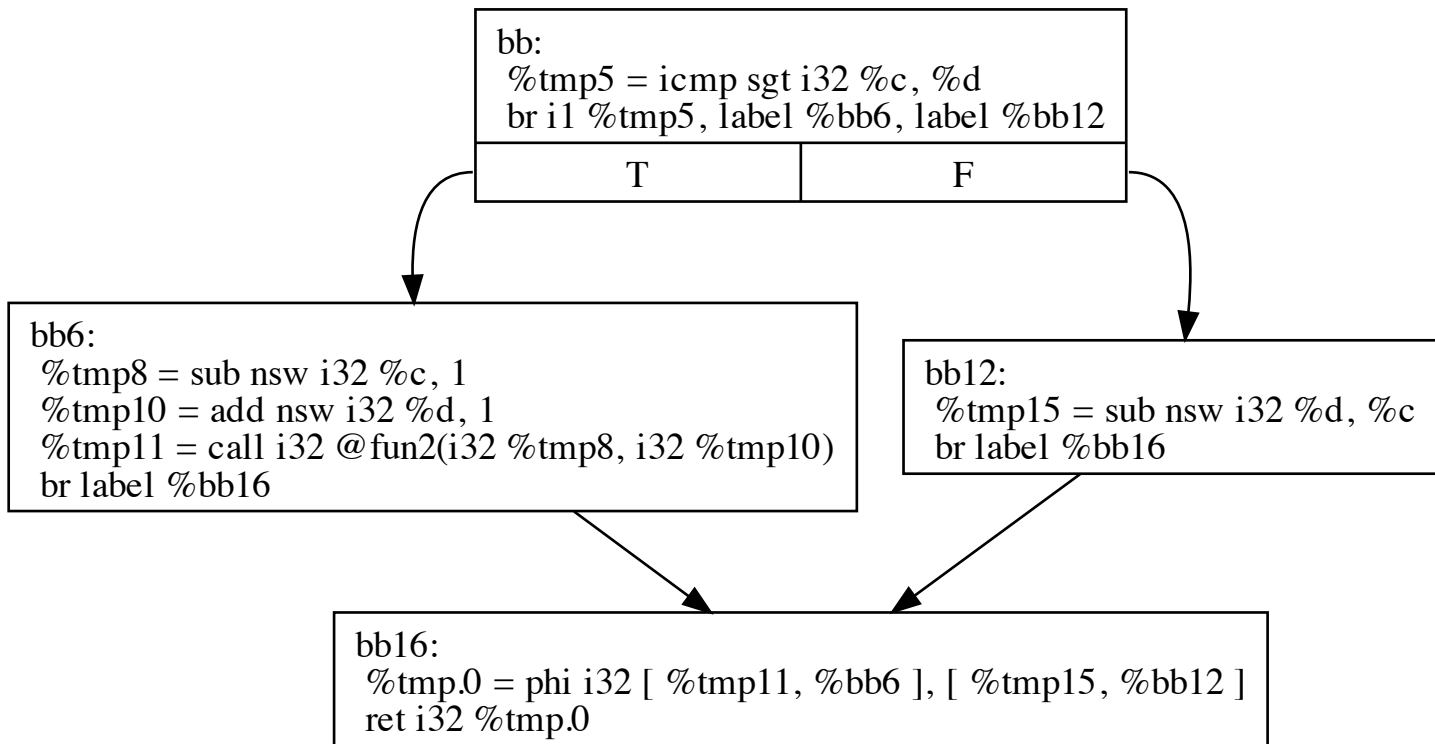 bb:
%tmp5 = icmp sgt i32 %c, %d
br i1 %tmp5, label %bb6, label %bb12
T
F
bb6:
%tmp8 = sub nsw i32 %c, 1
%tmp10 = add nsw i32 %d, 1
%tmp11 = call i32 @fun2(i32 %tmp8, i32 %tmp10)
br label %bb16
bb12:
%tmp15 = sub nsw i32 %d, %c
br label %bb16
bb16:
%tmp.0 = phi i32 [ %tmp11, %bb6 ], [ %tmp15, %bb12 ]
ret i32 %tmp.0